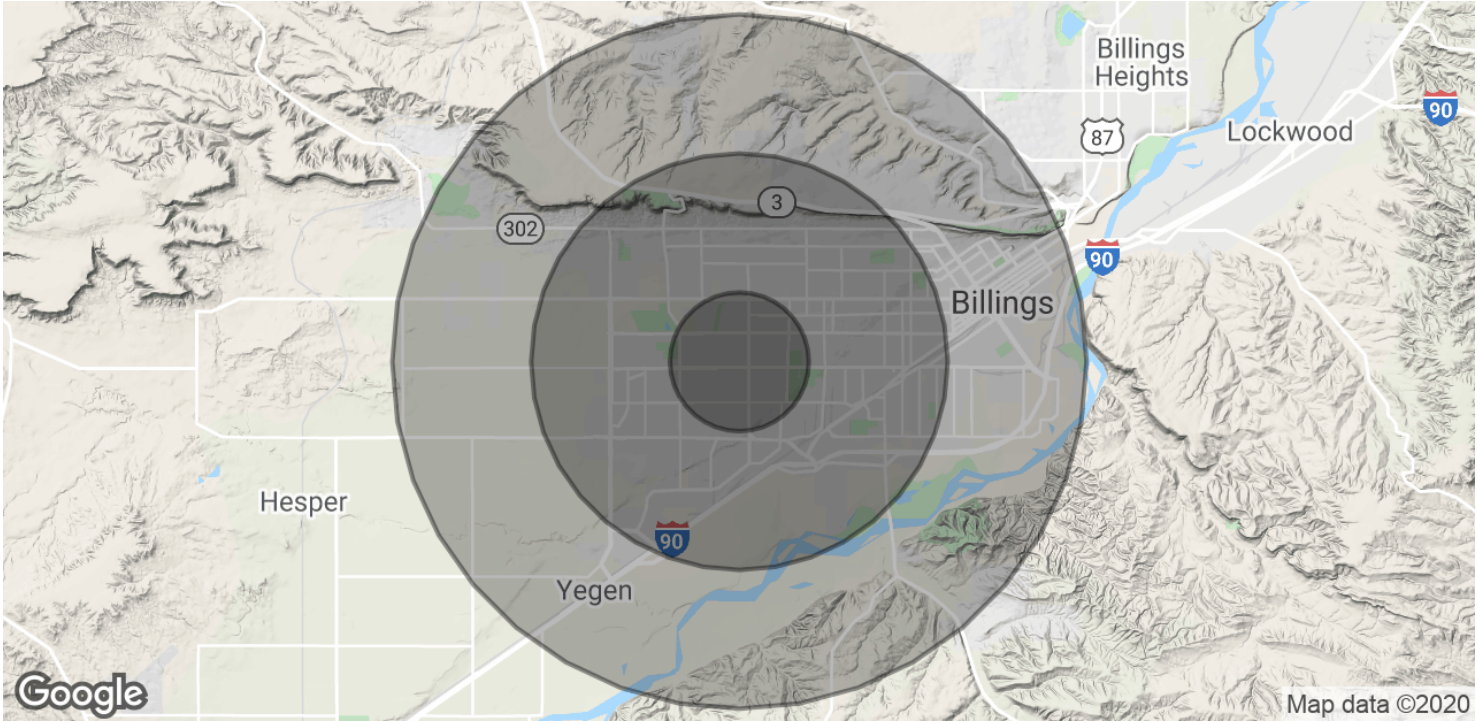 Billings
Heights
90
87
Lockwood
3
302
90
Billings
Hesper
90
Yegen
Google
Map data ©2020